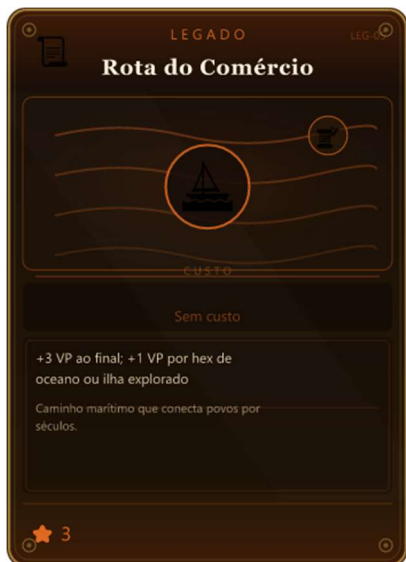 LEGADO
Rota do Comércio
CUSTO
Sem custo
+3 VP ao final; +1 VP por hex de
oceano ou ilha explorado
Caminho marítimo que conecta povos por
séculos.
3